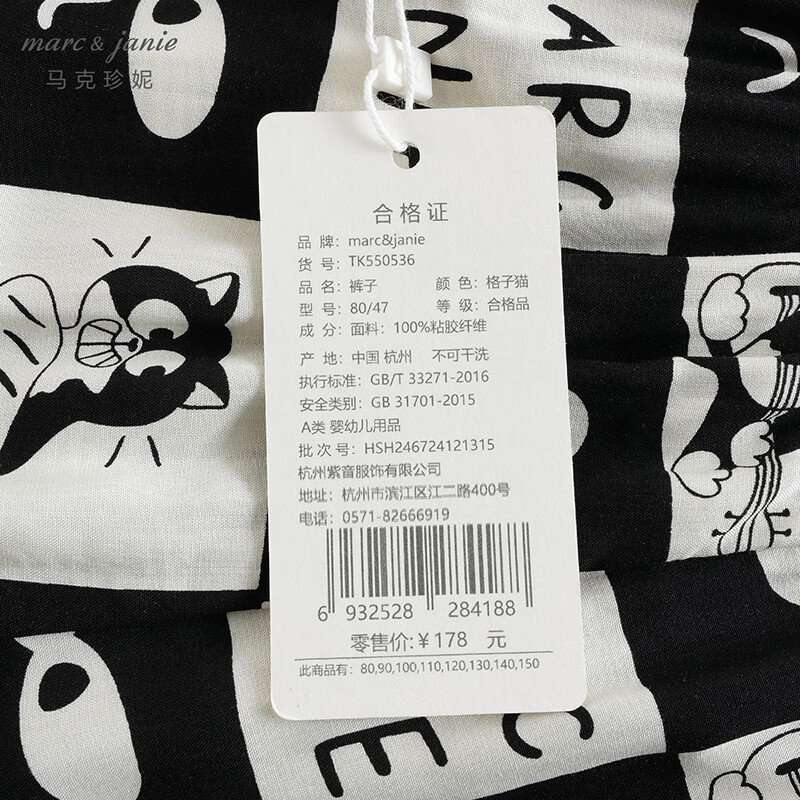 marc & janie
马克珍妮
ARC
N
合格证
品 牌：marc&janie
货 号：TK550536
品 名：裤子 颜 色：格子猫
型 号：80/47 等 级：合格品
成 分：面料：100%粘胶纤维
产 地：中国 杭州 不可干洗
执行标准：GB/T 33271-2016
安全类别：GB 31701-2015
A类 婴幼儿用品
批 次 号：HSH246724121315
杭州紫音服饰有限公司
地址：杭州市滨江区江二路400号
电话：0571-82666919
6 932528 284188
零售价:¥178 元
此商品有：80,90,100,110,120,130,140,150
C
E